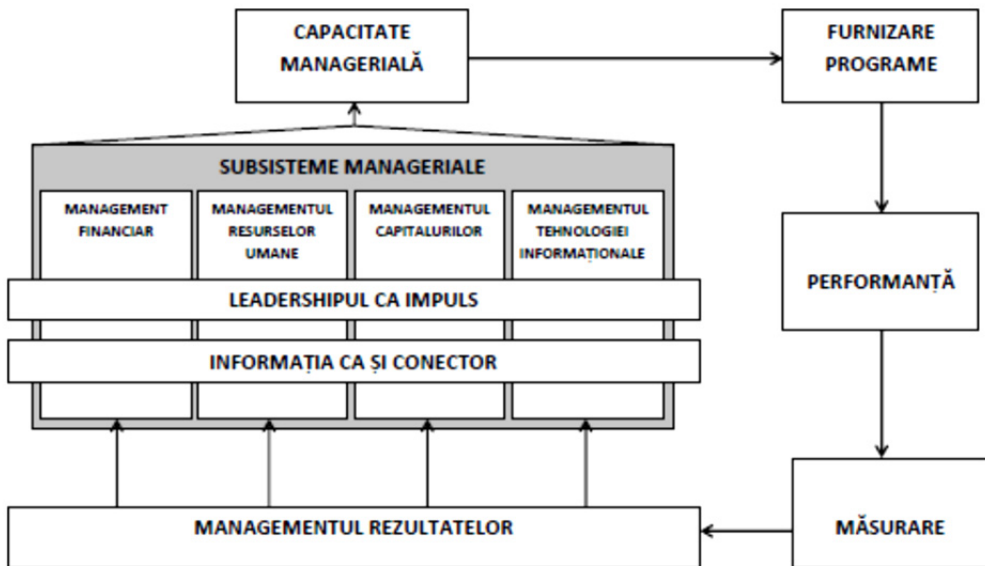 CAPACITATE
MANAGERIALĂ
FURNIZARE
PROGRAME
SUBSISTEME MANAGERIALE
MANAGEMENT
FINANCIAR
MANAGEMENTUL
RESURSELOR
UMANE
MANAGEMENTUL
CAPITALURILOR
MANAGEMENTUL
TEHNOLOGIEI
INFORMAȚIONALE
PERFORMANȚĂ
LEADERSHIPUL CA IMPULS
INFORMAȚIA CA ȘI CONECTOR
MANAGEMENTUL REZULTATELOR
MĂSURARE